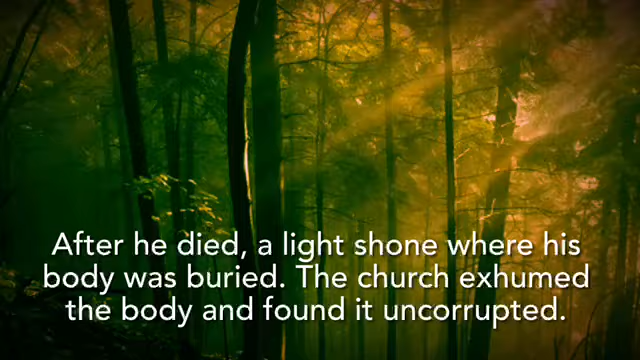 After he died, a light shone where his
body was buried. The church exhumed
the body and found it uncorrupted.